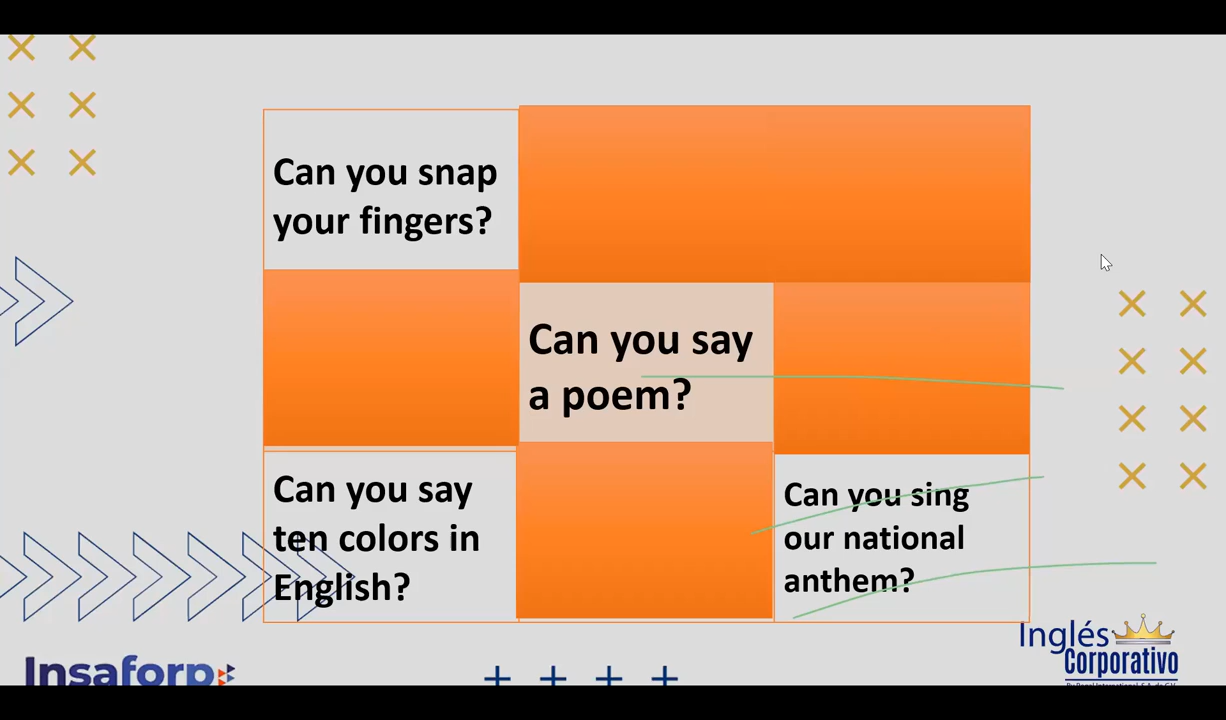 Can you snap
your fingers?
Can you say
a poem?
Can you say
ten colors in
English?
Can you sing
our national
anthem?
Inglés
Corporativo
Insaforp